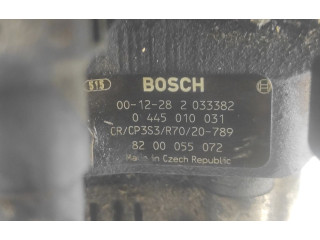 515
BOSCH
00-12-28 2 033382
0 445 010 031
CR/CP3S3/R70/20-789
82 00 055 072
Made in Czech Republic